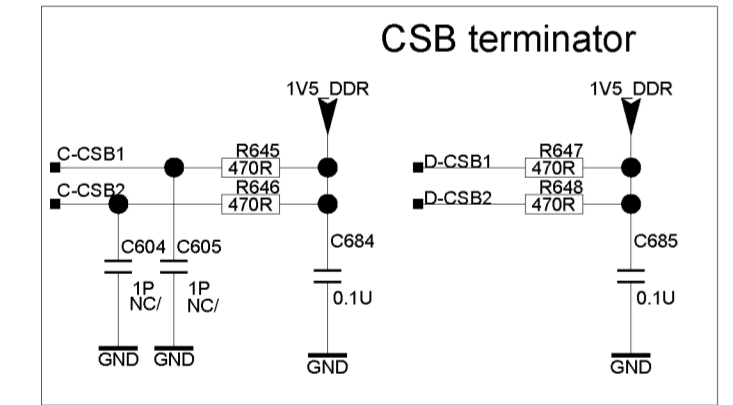 CSB terminator
1V5_DDR
1V5_DDR
C-CSB1
R645
470R
D-CSB1
R647
470R
C-CSB2
R646
470R
D-CSB2
R648
470R
C604
C605
C684
C685
1P
NC/
1P
NC/
0.1U
0.1U
GND
GND
GND
GND